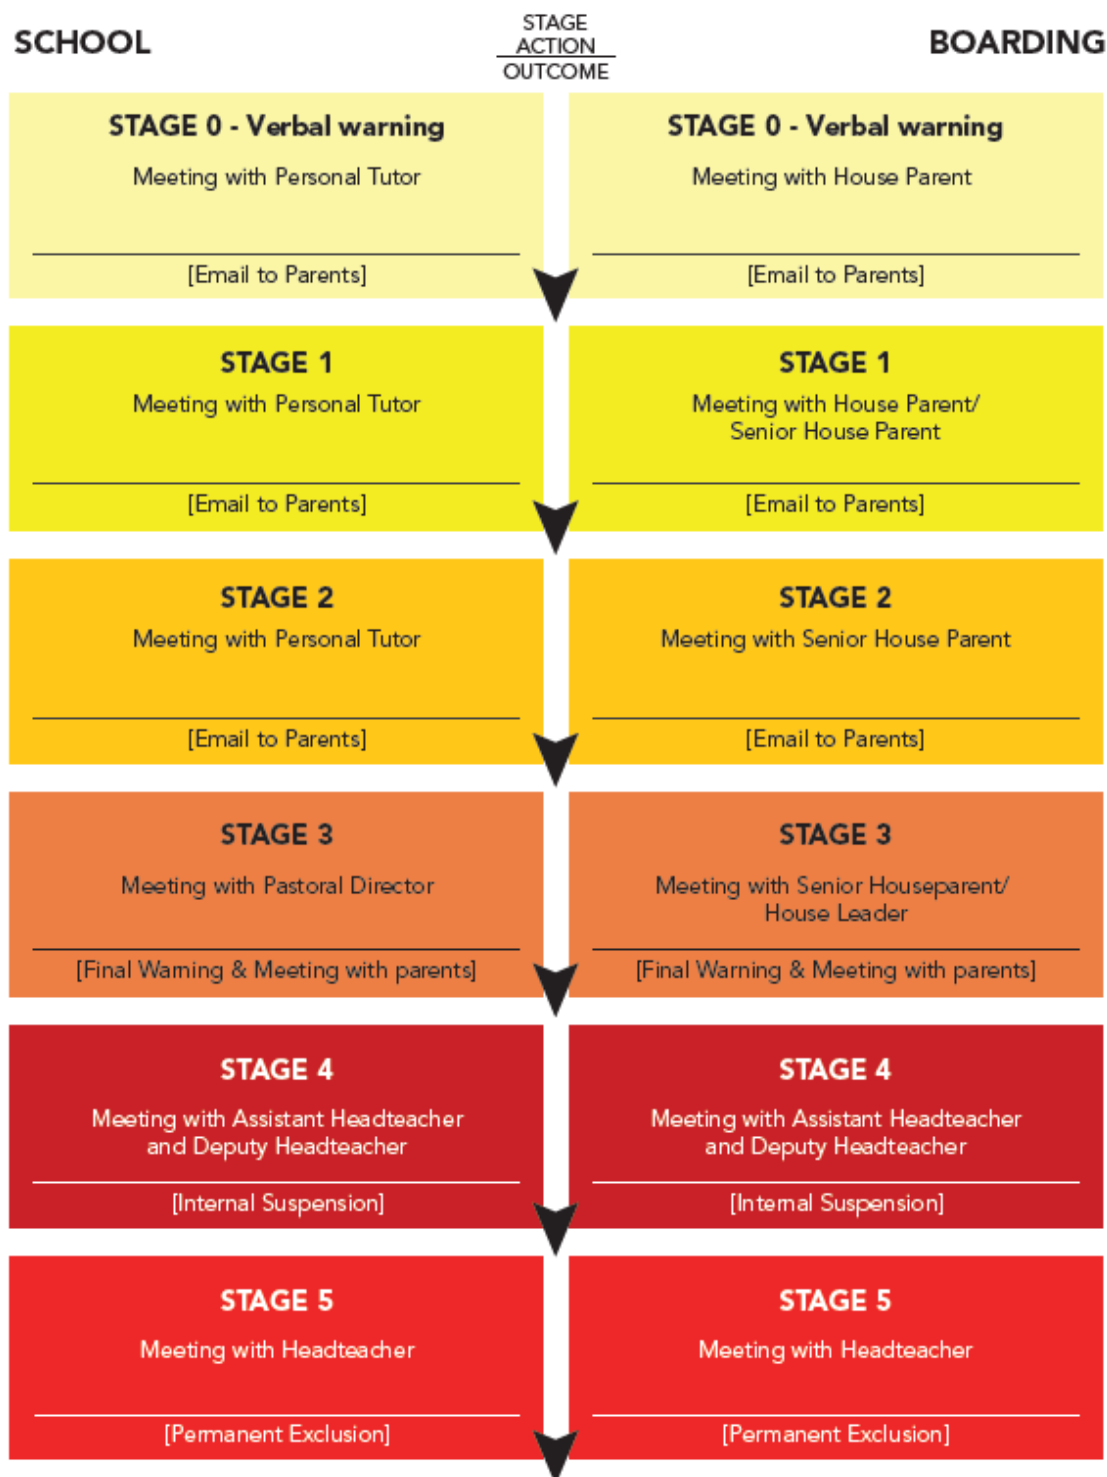 SCHOOL
STAGE
ACTION
OUTCOME
BOARDING
STAGE 0 - Verbal warning
Meeting with Personal Tutor
[Email to Parents]
STAGE 0 - Verbal warning
Meeting with House Parent
[Email to Parents]
STAGE 1
Meeting with Personal Tutor
[Email to Parents]
STAGE 1
Meeting with House Parent/
Senior House Parent
[Email to Parents]
STAGE 2
Meeting with Personal Tutor
[Email to Parents]
STAGE 2
Meeting with Senior House Parent
[Email to Parents]
STAGE 3
Meeting with Pastoral Director
[Final Warning & Meeting with parents]
STAGE 3
Meeting with Senior Houseparent/
House Leader
[Final Warning & Meeting with parents]
STAGE 4
Meeting with Assistant Headteacher
and Deputy Headteacher
[Internal Suspension]
STAGE 4
Meeting with Assistant Headteacher
and Deputy Headteacher
[Internal Suspension]
STAGE 5
Meeting with Headteacher
[Permanent Exclusion]
STAGE 5
Meeting with Headteacher
[Permanent Exclusion]